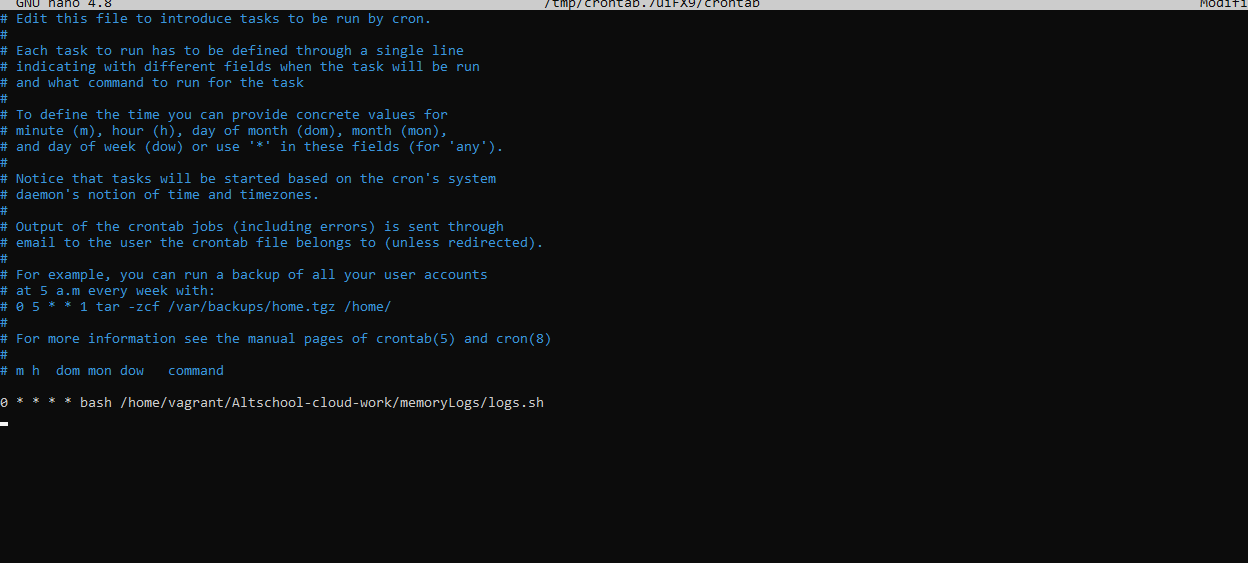 GNU nano 4.8 /tmp/crontab.7uiFX9/crontab Modifi
# Edit this file to introduce tasks to be run by cron.
#
# Each task to run has to be defined through a single line
# indicating with different fields when the task will be run
# and what command to run for the task
#
# To define the time you can provide concrete values for
# minute (m), hour (h), day of month (dom), month (mon),
# and day of week (dow) or use '*' in these fields (for 'any').
#
# Notice that tasks will be started based on the cron's system
# daemon's notion of time and timezones.
#
# Output of the crontab jobs (including errors) is sent through
# email to the user the crontab file belongs to (unless redirected).
#
# For example, you can run a backup of all your user accounts
# at 5 a.m every week with:
# 0 5 * * 1 tar -zcf /var/backups/home.tgz /home/
#
# For more information see the manual pages of crontab(5) and cron(8)
#
# m h  dom mon dow   command
0 * * * * bash /home/vagrant/Altschool-cloud-work/memoryLogs/logs.sh